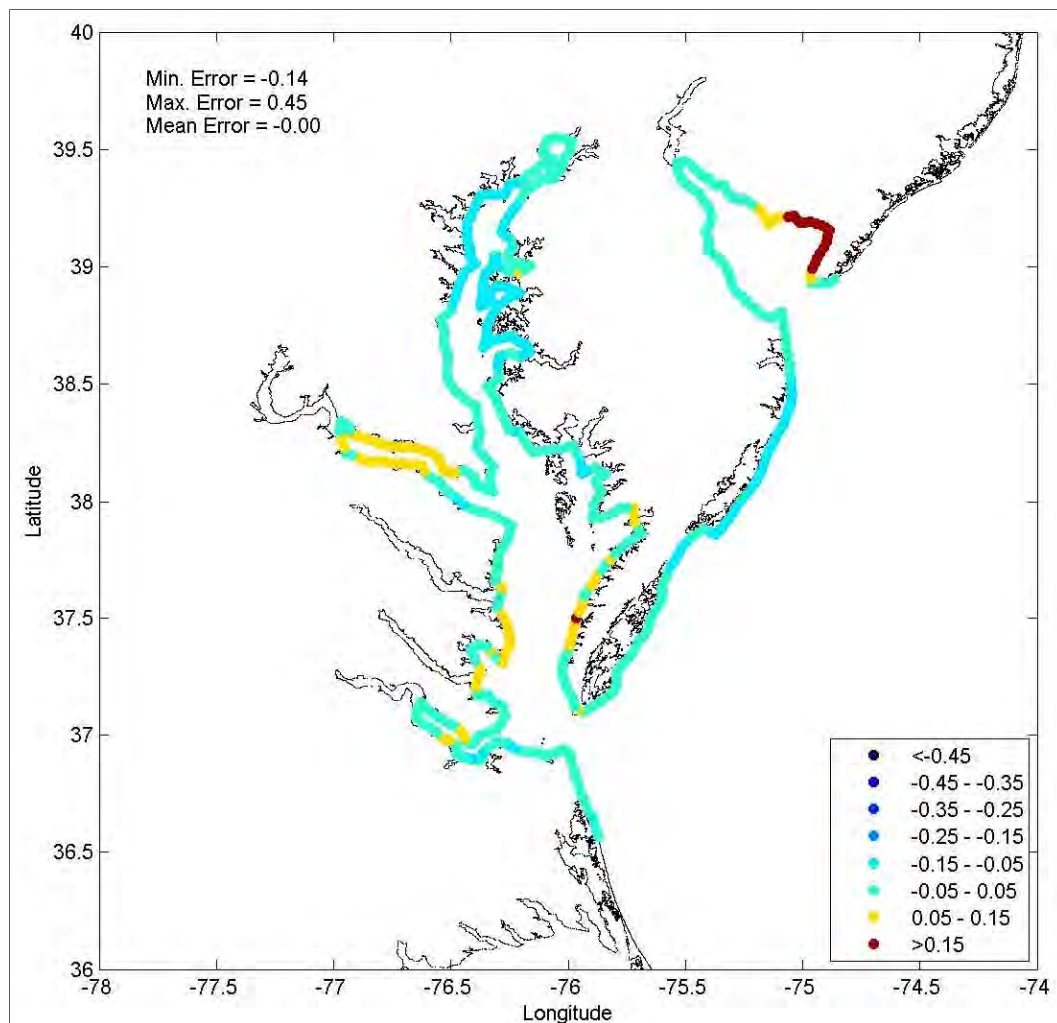 Min. Error = -0.14
Max. Error = 0.45
Mean Error = -0.00
40
39.5
39
38.5
38
37.5
37
36.5
36
Latitude
-78
-77.5
-77
-76.5
-76
-75.5
-75
-74.5
-74
Longitude
<-0.45
-0.45 - -0.35
-0.35 - -0.25
-0.25 - -0.15
-0.15 - -0.05
-0.05 - 0.05
0.05 - 0.15
>0.15